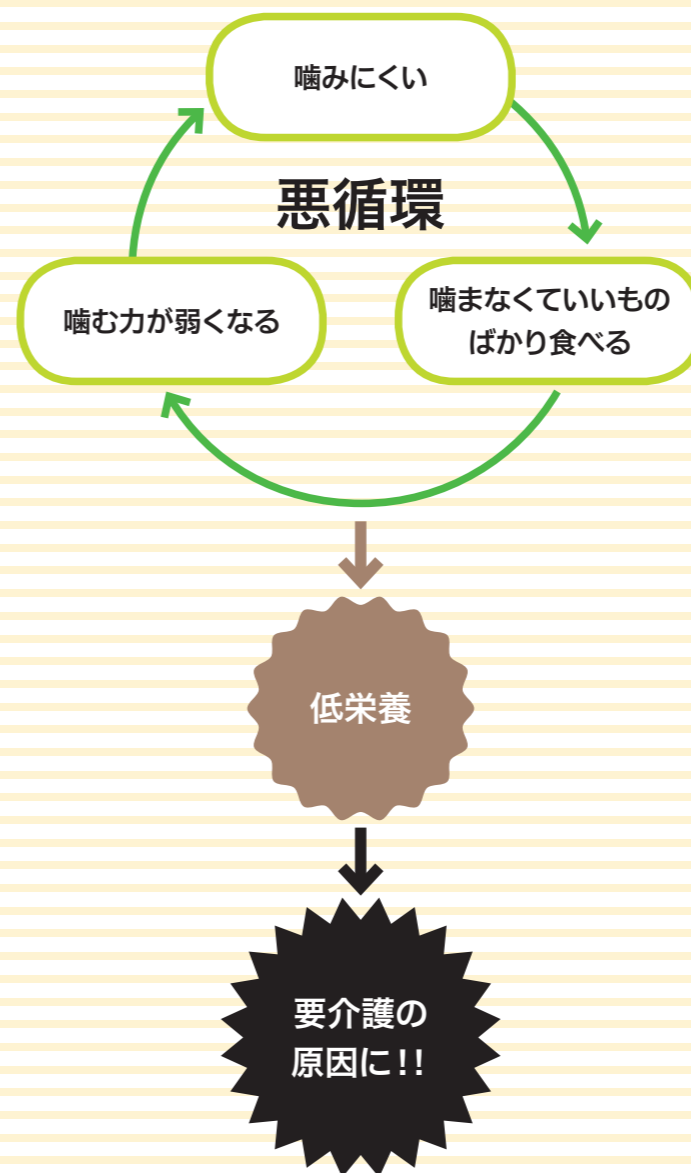 噛みにくい
悪循環
噛む力が弱くなる
噛まなくていいもの
ばかり食べる
低栄養
要介護の
原因に!!